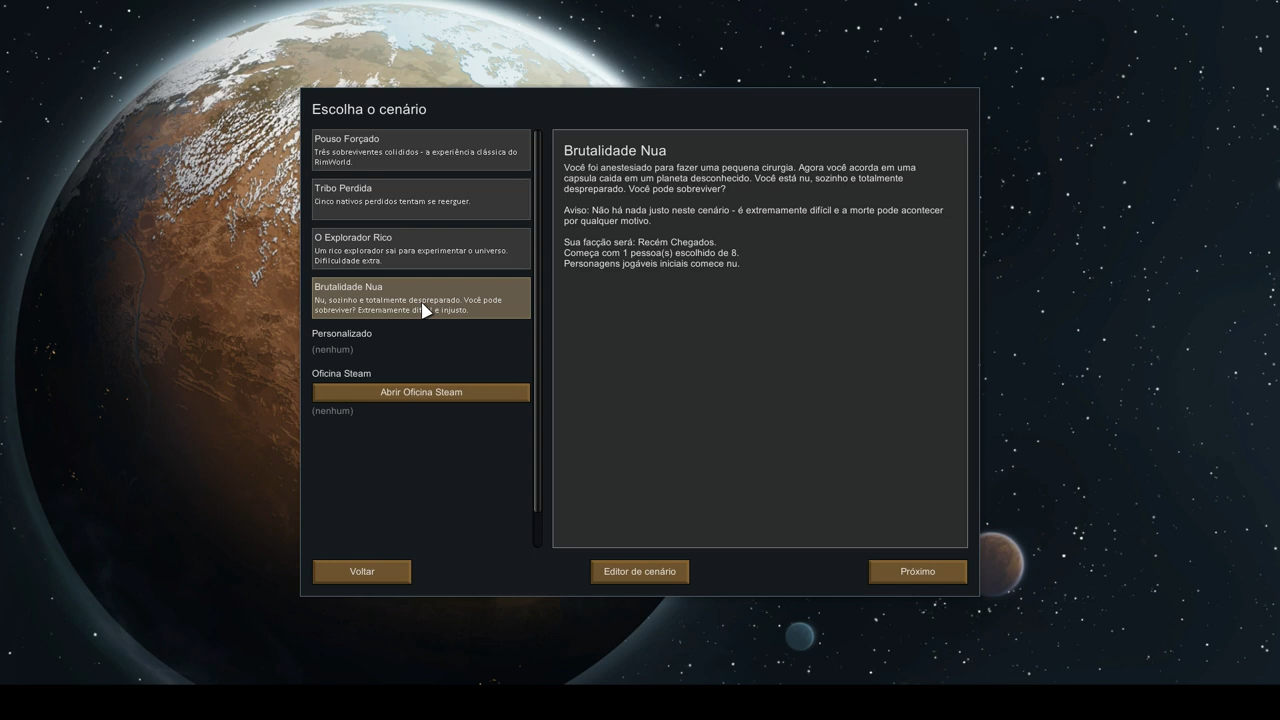 Escolha o cenário
Pouso Forçado
Três sobreviventes colididos - a experiência clássica do
RimWorld.
Tribo Perdida
Cinco nativos perdidos tentam se reerguer.
O Explorador Rico
Um rico explorador sai para experimentar o universo.
Difilculdade extra.
Brutalidade Nua
Nu, sozinho e totalmente despreparado. Você pode
sobreviver? Extremamente e injusto.
Personalizado
(nenhum)
Oficina Steam
Abrir Oficina Steam
(nenhum)
Brutalidade Nua
Você foi anestesiado para fazer uma pequena cirurgia. Agora você acorda em uma
capsula caida em um planeta desconhecido. Você está nu, sozinho e totalmente
despreparado. Você pode sobreviver?
Aviso: Não há nada justo neste cenário - é extremamente difícil e a morte pode acontecer
por qualquer motivo.
Sua facção será: Recém Chegados.
Começa com 1 pessoa(s) escolhido de 8.
Personagens jogáveis iniciais comece nu.
Voltar
Editor de cenário
Próximo